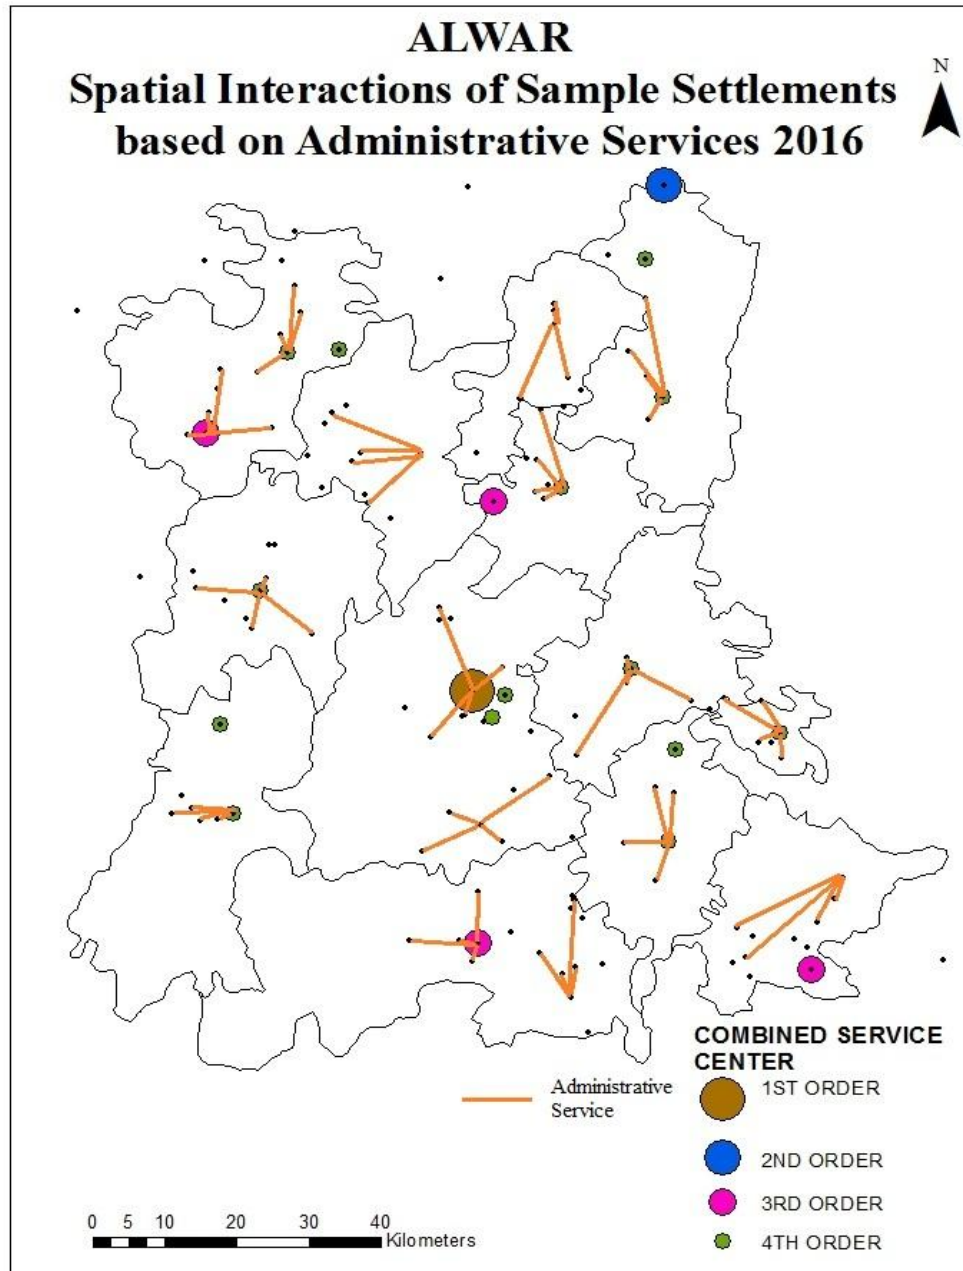 ALWAR
Spatial Interactions of Sample Settlements
based on Administrative Services 2016
N
COMBINED SERVICE
CENTER
Administrative
Service
1ST ORDER
2ND ORDER
3RD ORDER
4TH ORDER
0 5 10 20 30 40
Kilometers